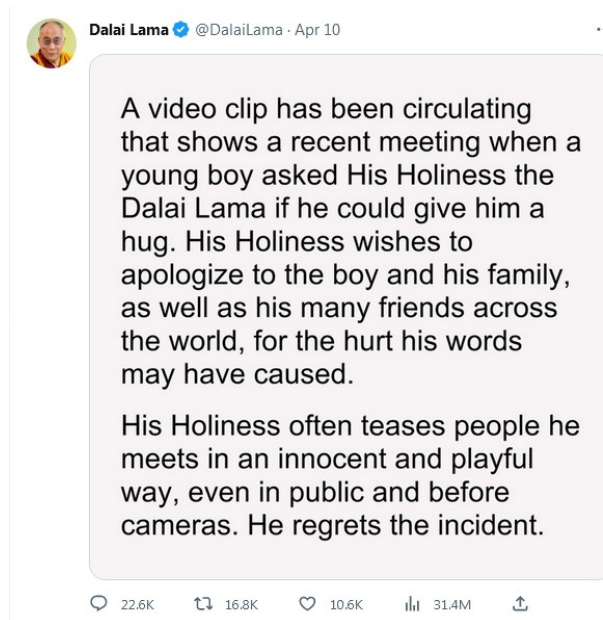 Dalai Lama @DalaiLama · Apr 10
A video clip has been circulating
that shows a recent meeting when a
young boy asked His Holiness the
Dalai Lama if he could give him a
hug. His Holiness wishes to
apologize to the boy and his family,
as well as his many friends across
the world, for the hurt his words
may have caused.
His Holiness often teases people he
meets in an innocent and playful
way, even in public and before
cameras. He regrets the incident.
22.6K 16.8K 10.6K 31.4M